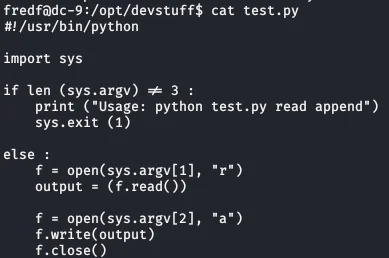 fredf@dc-9:/opt/devstuff$ cat test.py
#!/usr/bin/python

import sys

if len (sys.argv) != 3 :
    print ("Usage: python test.py read append")
    sys.exit (1)

else :
    f = open(sys.argv[1], "r")
    output = (f.read())

    f = open(sys.argv[2], "a")
    f.write(output)
    f.close()